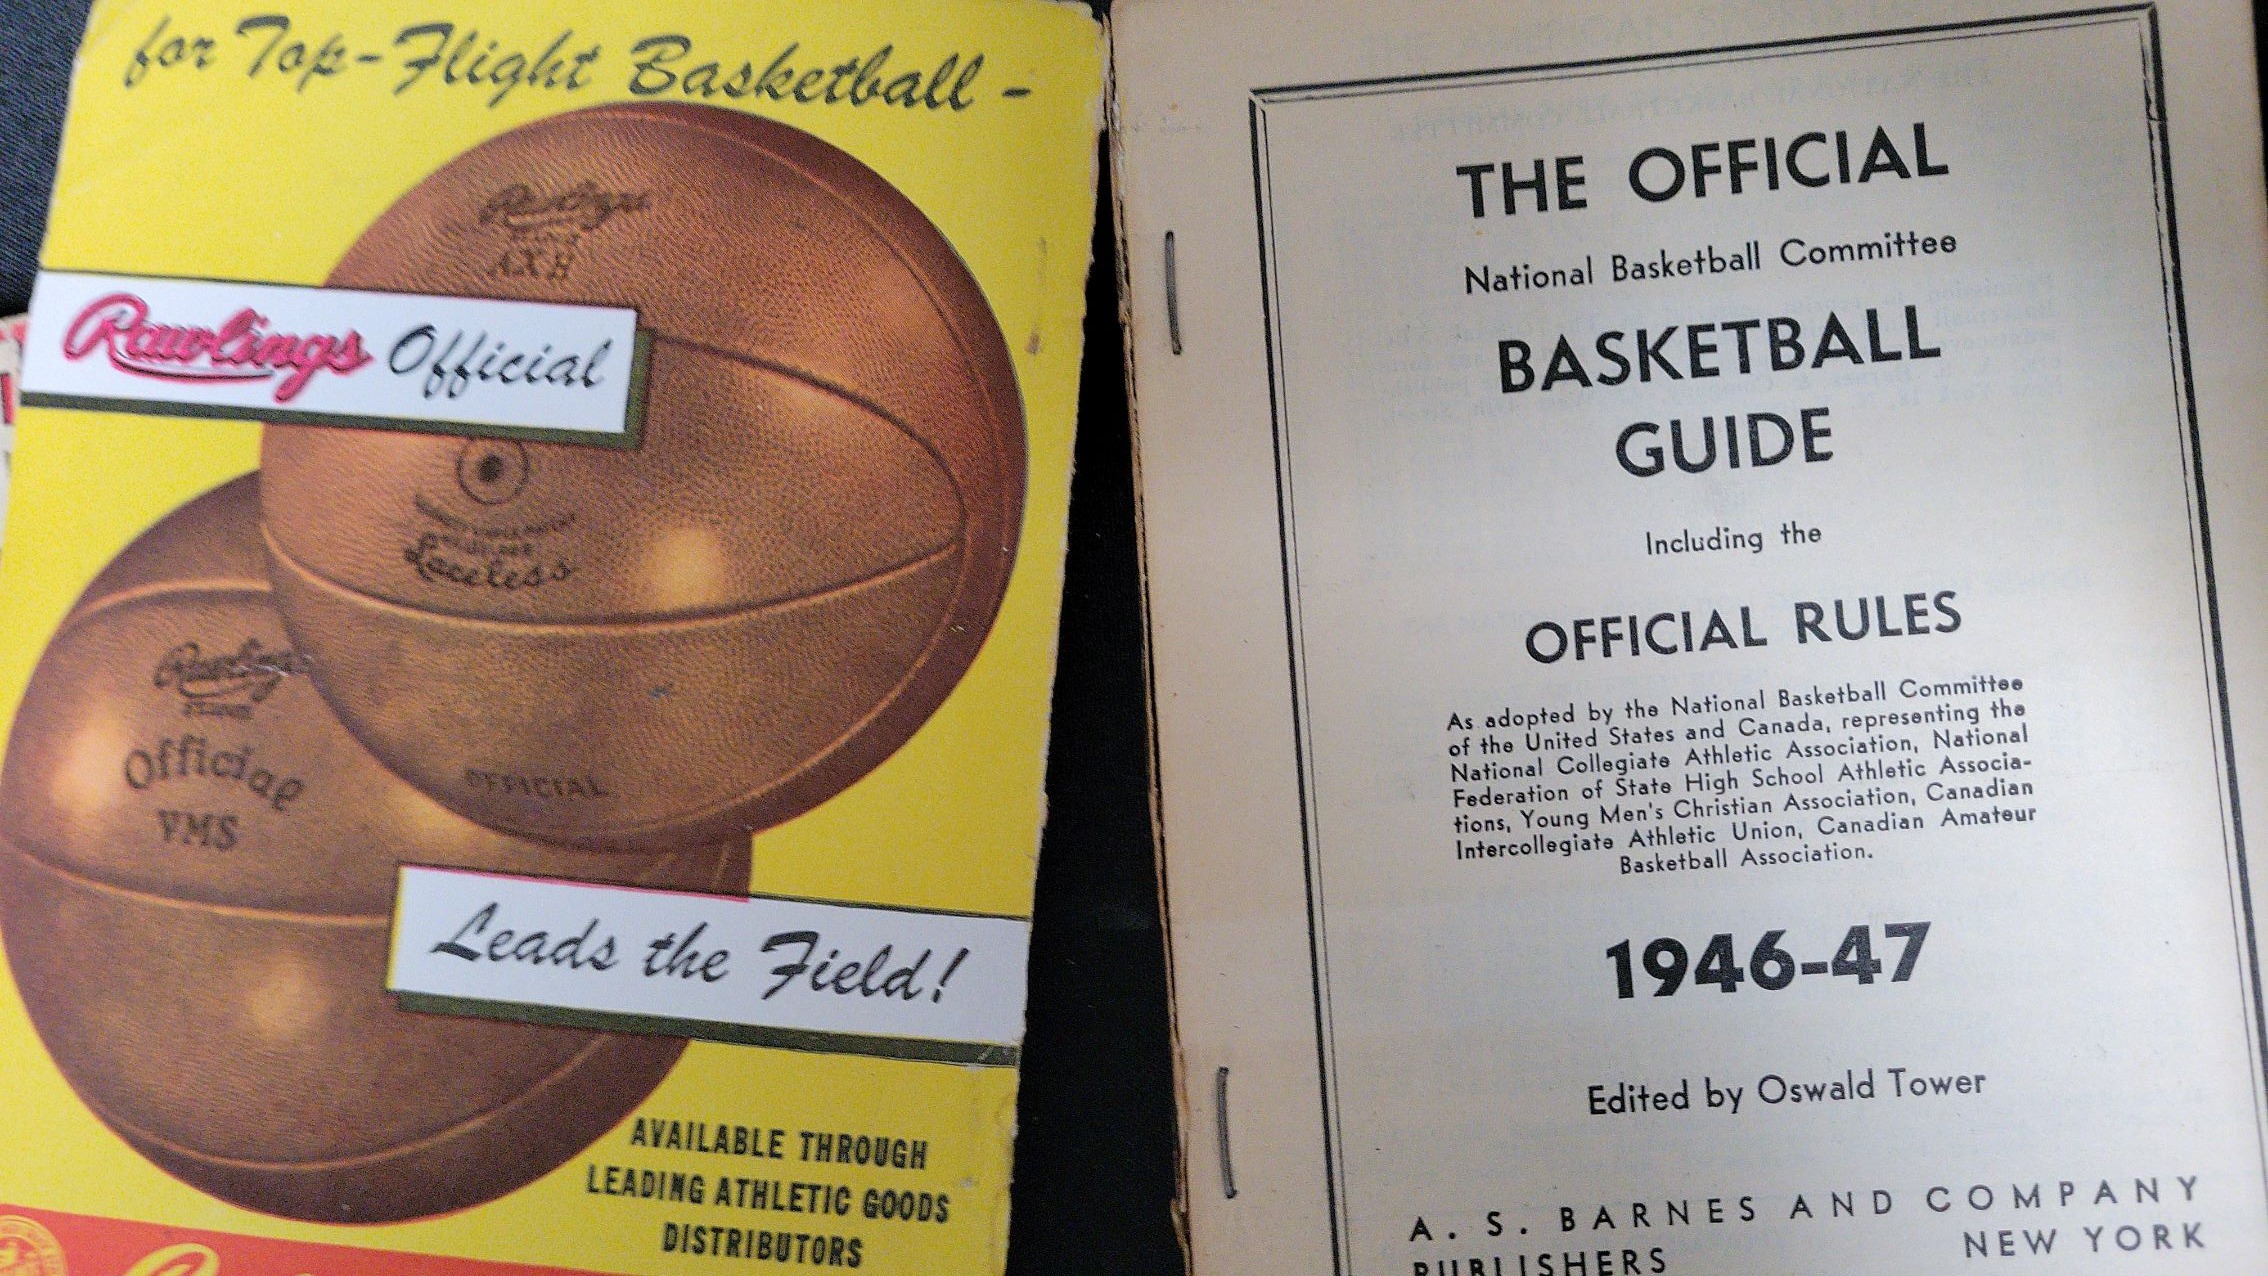 for Top-Flight Basketball -
Rawlings
AXB
Rawlings Official
Laceless
OFFICIAL
Rawlings
Official
VMS
Leads the Field!
AVAILABLE THROUGH
LEADING ATHLETIC GOODS
DISTRIBUTORS
THE OFFICIAL
National Basketball Committee
BASKETBALL
GUIDE
Including the
OFFICIAL RULES
As adopted by the National Basketball Committee
of the United States and Canada, representing the
National Collegiate Athletic Association, National
Federation of State High School Athletic Associa-
tions, Young Men's Christian Association, Canadian
Intercollegiate Athletic Union, Canadian Amateur
Basketball Association.
1946-47
Edited by Oswald Tower
A. S. BARNES AND COMPANY
PUBLISHERS NEW YORK